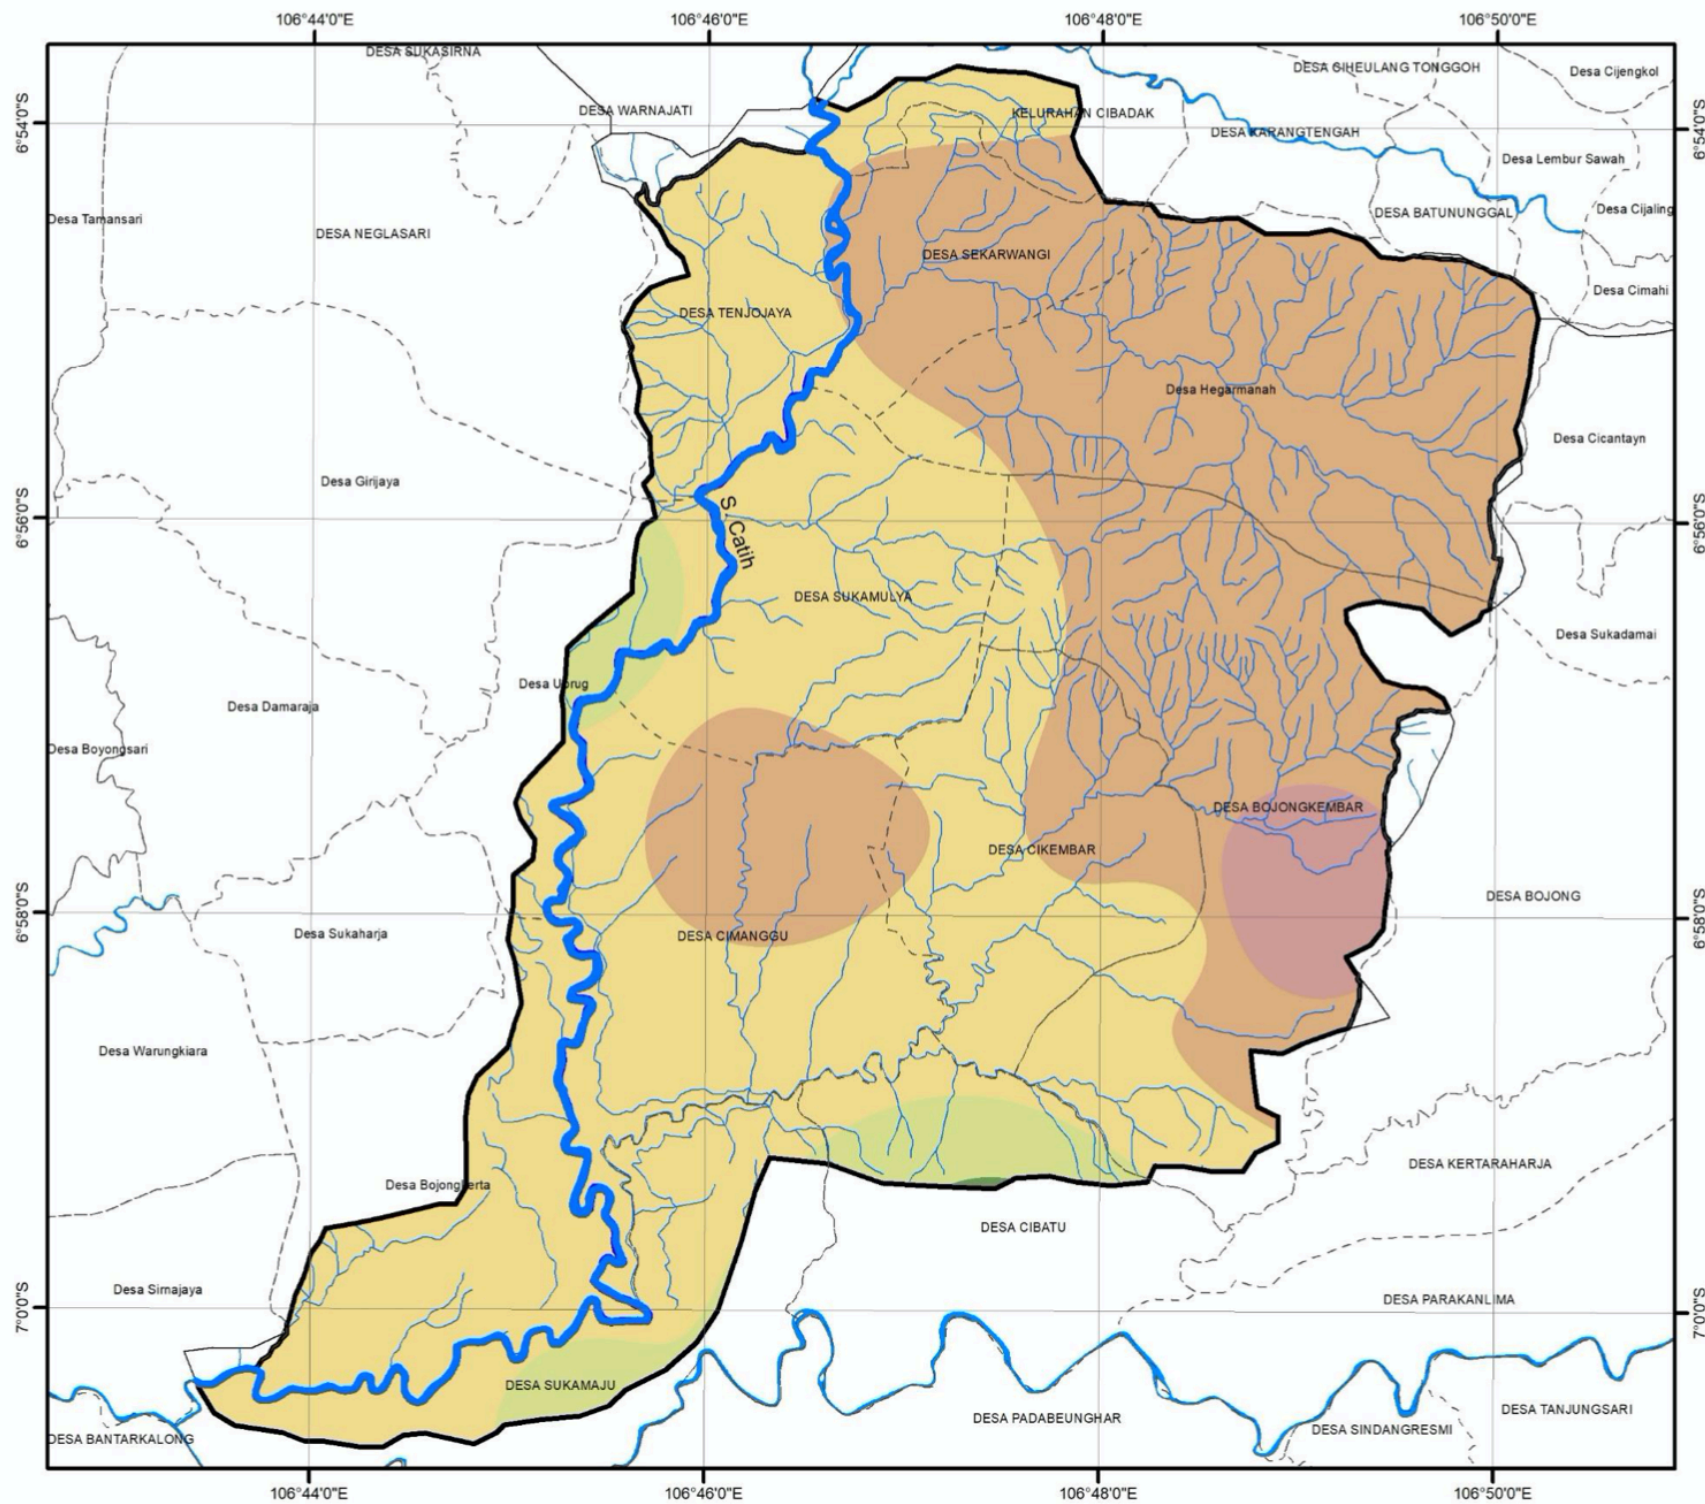 106°44'0"E
106°46'0"E
106°48'0"E
106°50'0"E
DESA SUKASIRNA
DESA CIHEULANG TONGGOH
Desa Cijengkol
DESA WARNAJATI
KELURAHAN CIBADAK
6°54'0"S
6°54'0"S
DESA KARANGTENGAH
Desa Lembur Sawah
Desa Tamansari
DESA NEGLASARI
DESA BATUNUNGGAL
Desa Cijaling
DESA SEKARWANGI
Desa Cimahi
DESA TENJOJAYA
Desa Hegarmanah
Desa Cicantayn
Desa Girijaya
6°56'0"S
6°56'0"S
S. Catih
DESA SUKAMULYA
Desa Sukadamai
Desa Ubrug
Desa Damaraja
Desa Boyongsari
DESA BOJONGKEMBAR
DESA CIKEMBAR
DESA BOJONG
6°58'0"S
6°58'0"S
Desa Sukaharja
DESA CIMANGGU
Desa Warungkiara
DESA KERTARAHARJA
Desa Bojongkerta
DESA CIBATU
Desa Sirnajaya
DESA PARAKANLIMA
7°0'0"S
7°0'0"S
DESA SUKAMAJU
DESA PADABEUNGHAR
DESA TANJUNGSARI
DESA SINDANGRESMI
DESA BANTARKALONG
106°44'0"E
106°46'0"E
106°48'0"E
106°50'0"E